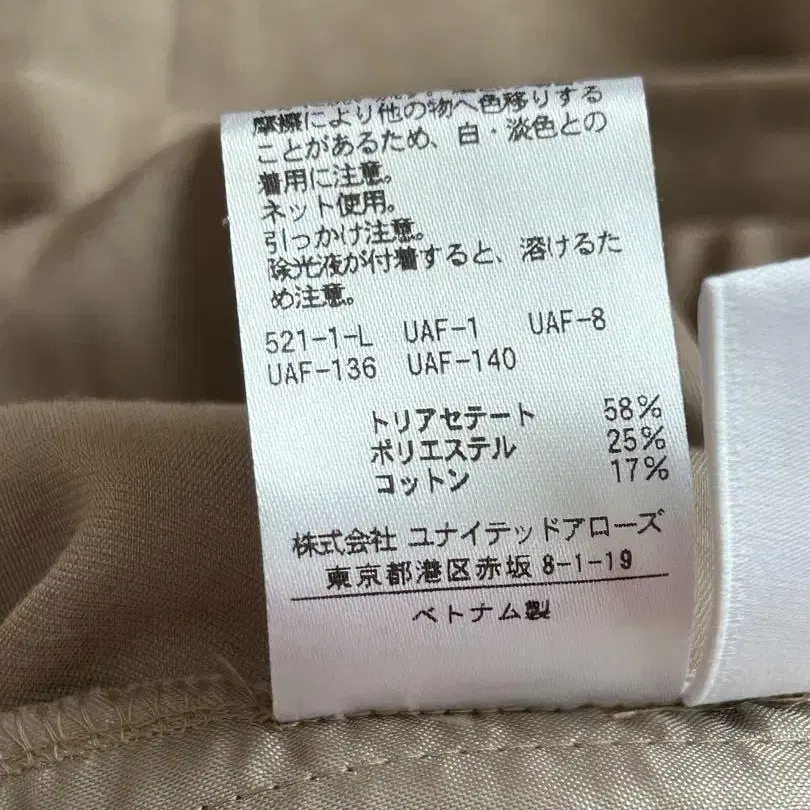 摩擦により他の物へ色移りする
ことがあるため、白・淡色との
着用に注意。
ネット使用。
引っかけ注意。
除光液が付着すると、溶けるた
め注意。
521-1-L UAF-1 UAF-8
UAF-136 UAF-140
トリアセテート 58%
ポリエステル 25%
コットン 17%
株式会社 ユナイテッドアローズ
東京都港区赤坂 8-1-19
ベトナム製